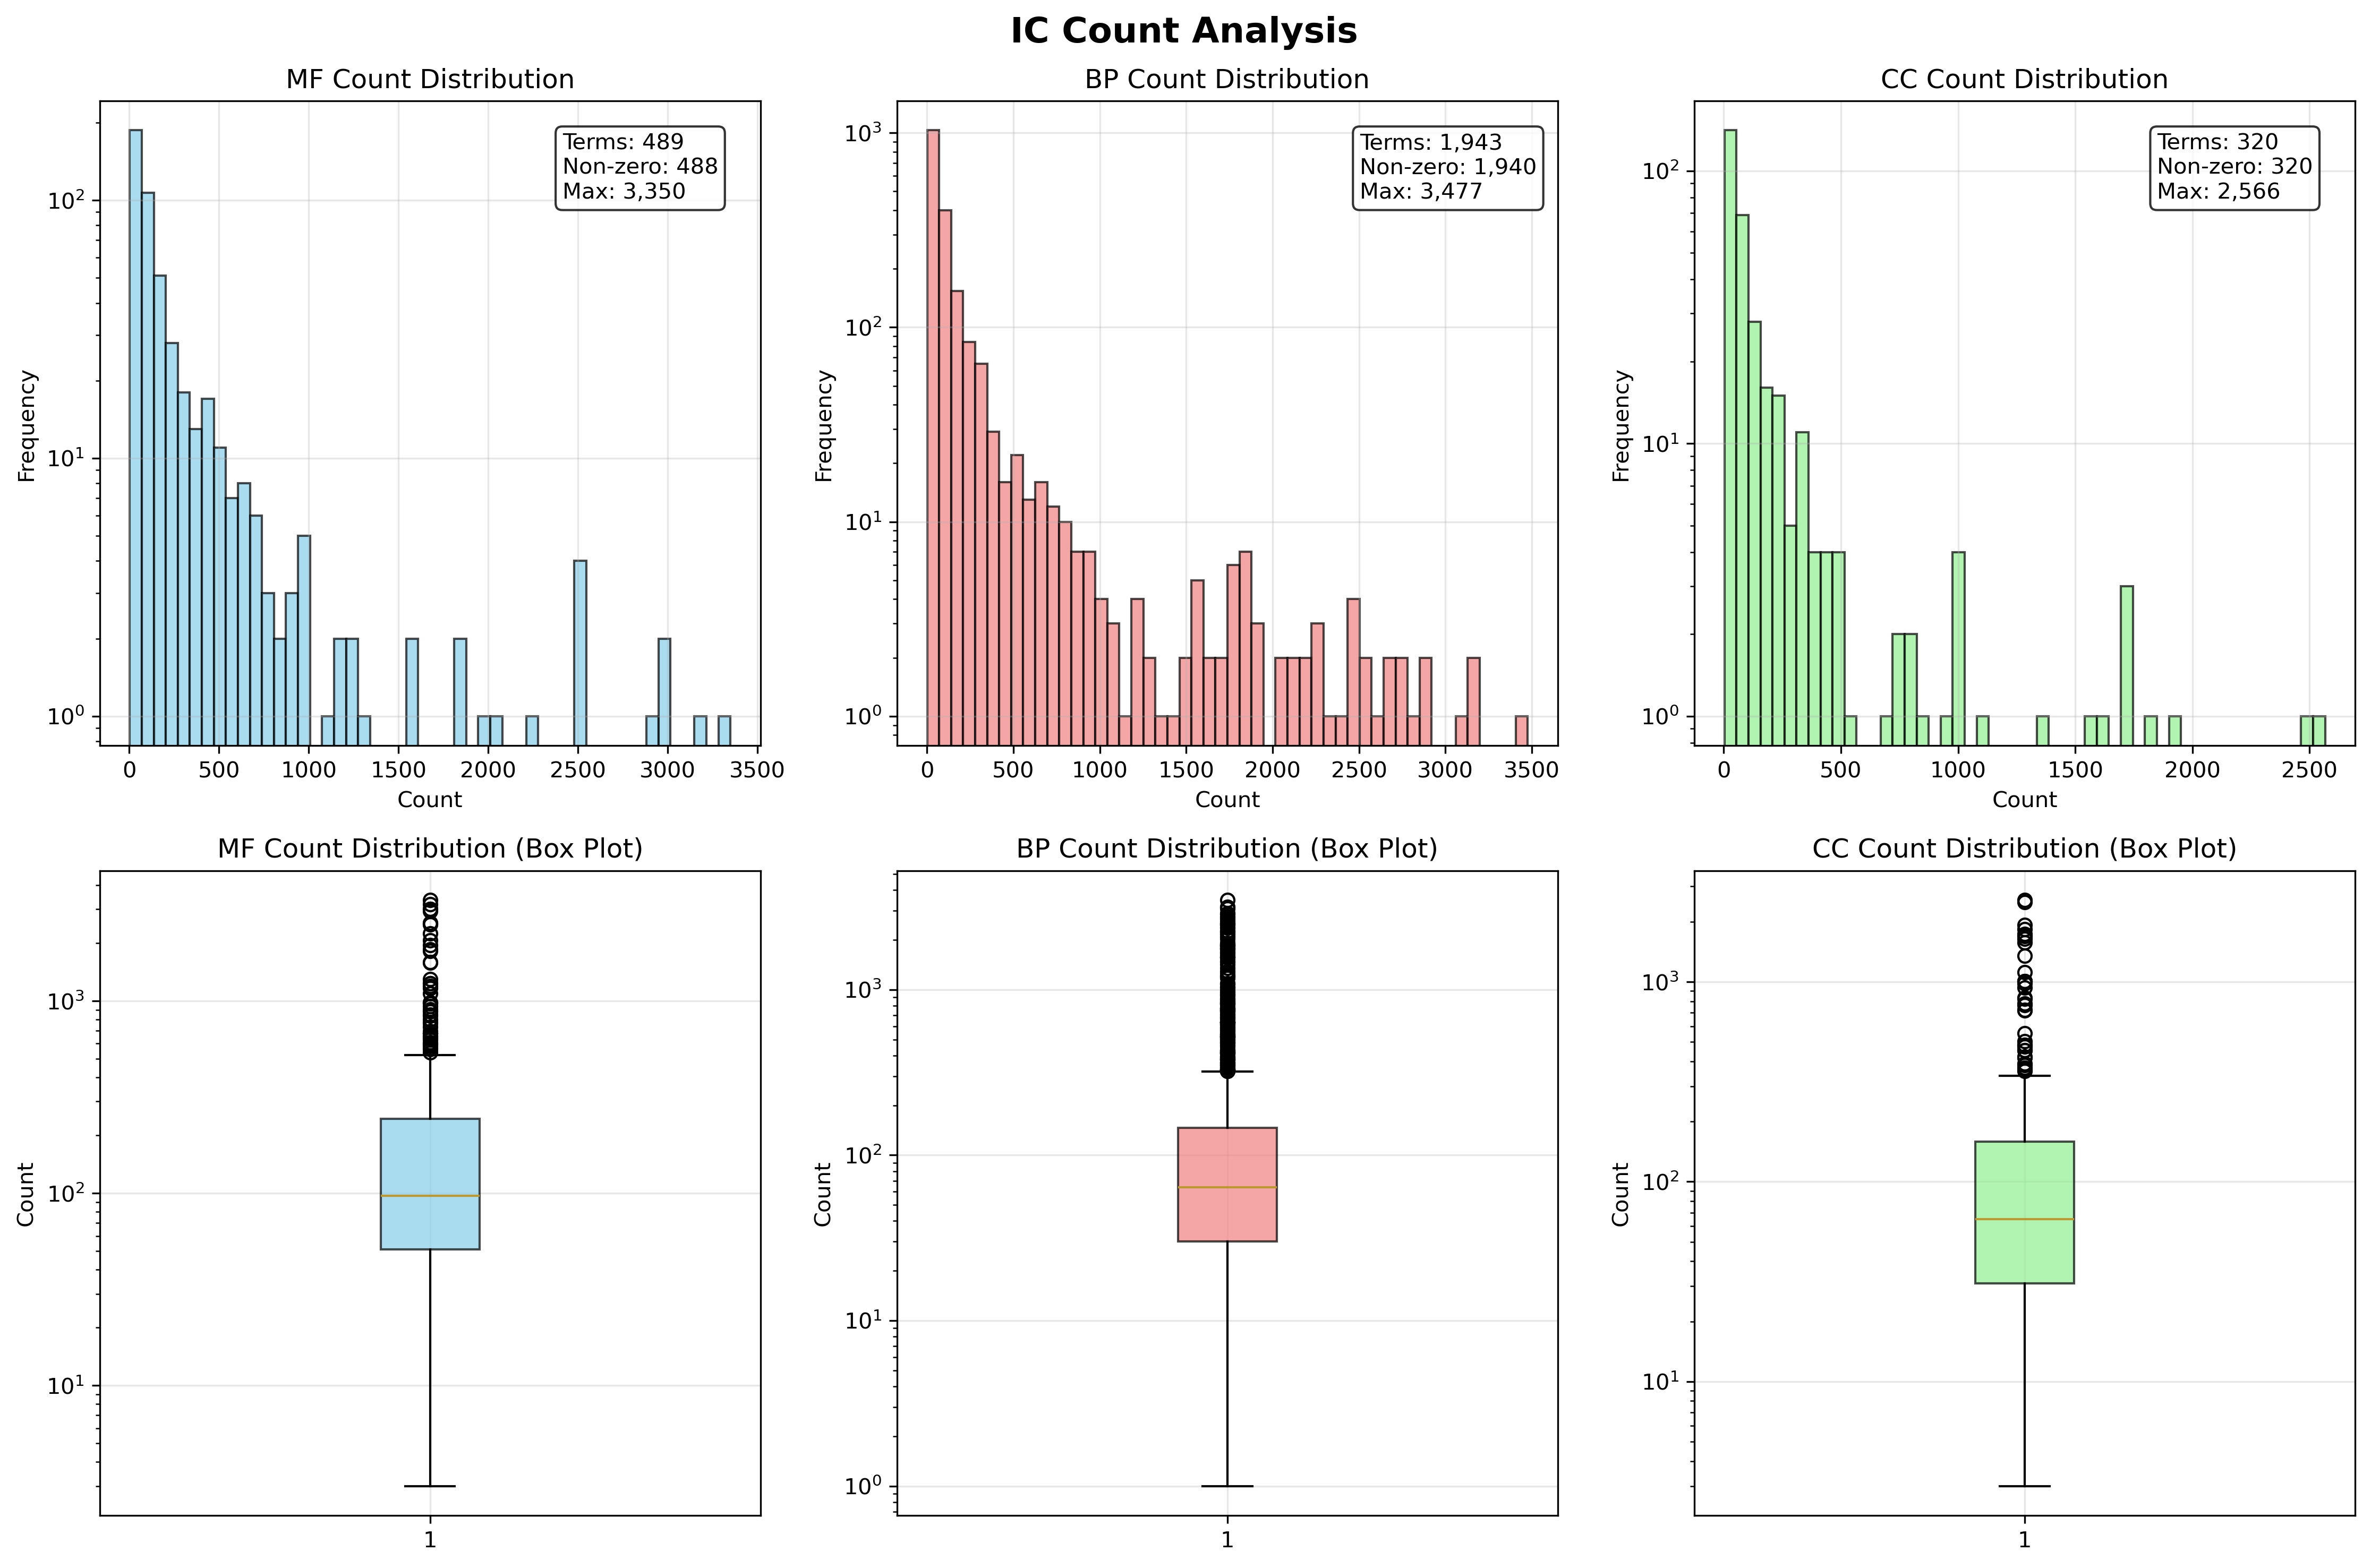 IC Count Analysis
MF Count Distribution
Terms: 489
Non-zero: 488
Max: 3,350
Frequency
10²
10¹
10⁰
0 500 1000 1500 2000 2500 3000 3500
Count
BP Count Distribution
Terms: 1,943
Non-zero: 1,940
Max: 3,477
Frequency
10³
10²
10¹
10⁰
0 500 1000 1500 2000 2500 3000 3500
Count
CC Count Distribution
Terms: 320
Non-zero: 320
Max: 2,566
Frequency
10²
10¹
10⁰
0 500 1000 1500 2000 2500
Count
MF Count Distribution (Box Plot)
Count
10³
10²
10¹
1
BP Count Distribution (Box Plot)
Count
10³
10²
10¹
10⁰
1
CC Count Distribution (Box Plot)
Count
10³
10²
10¹
1